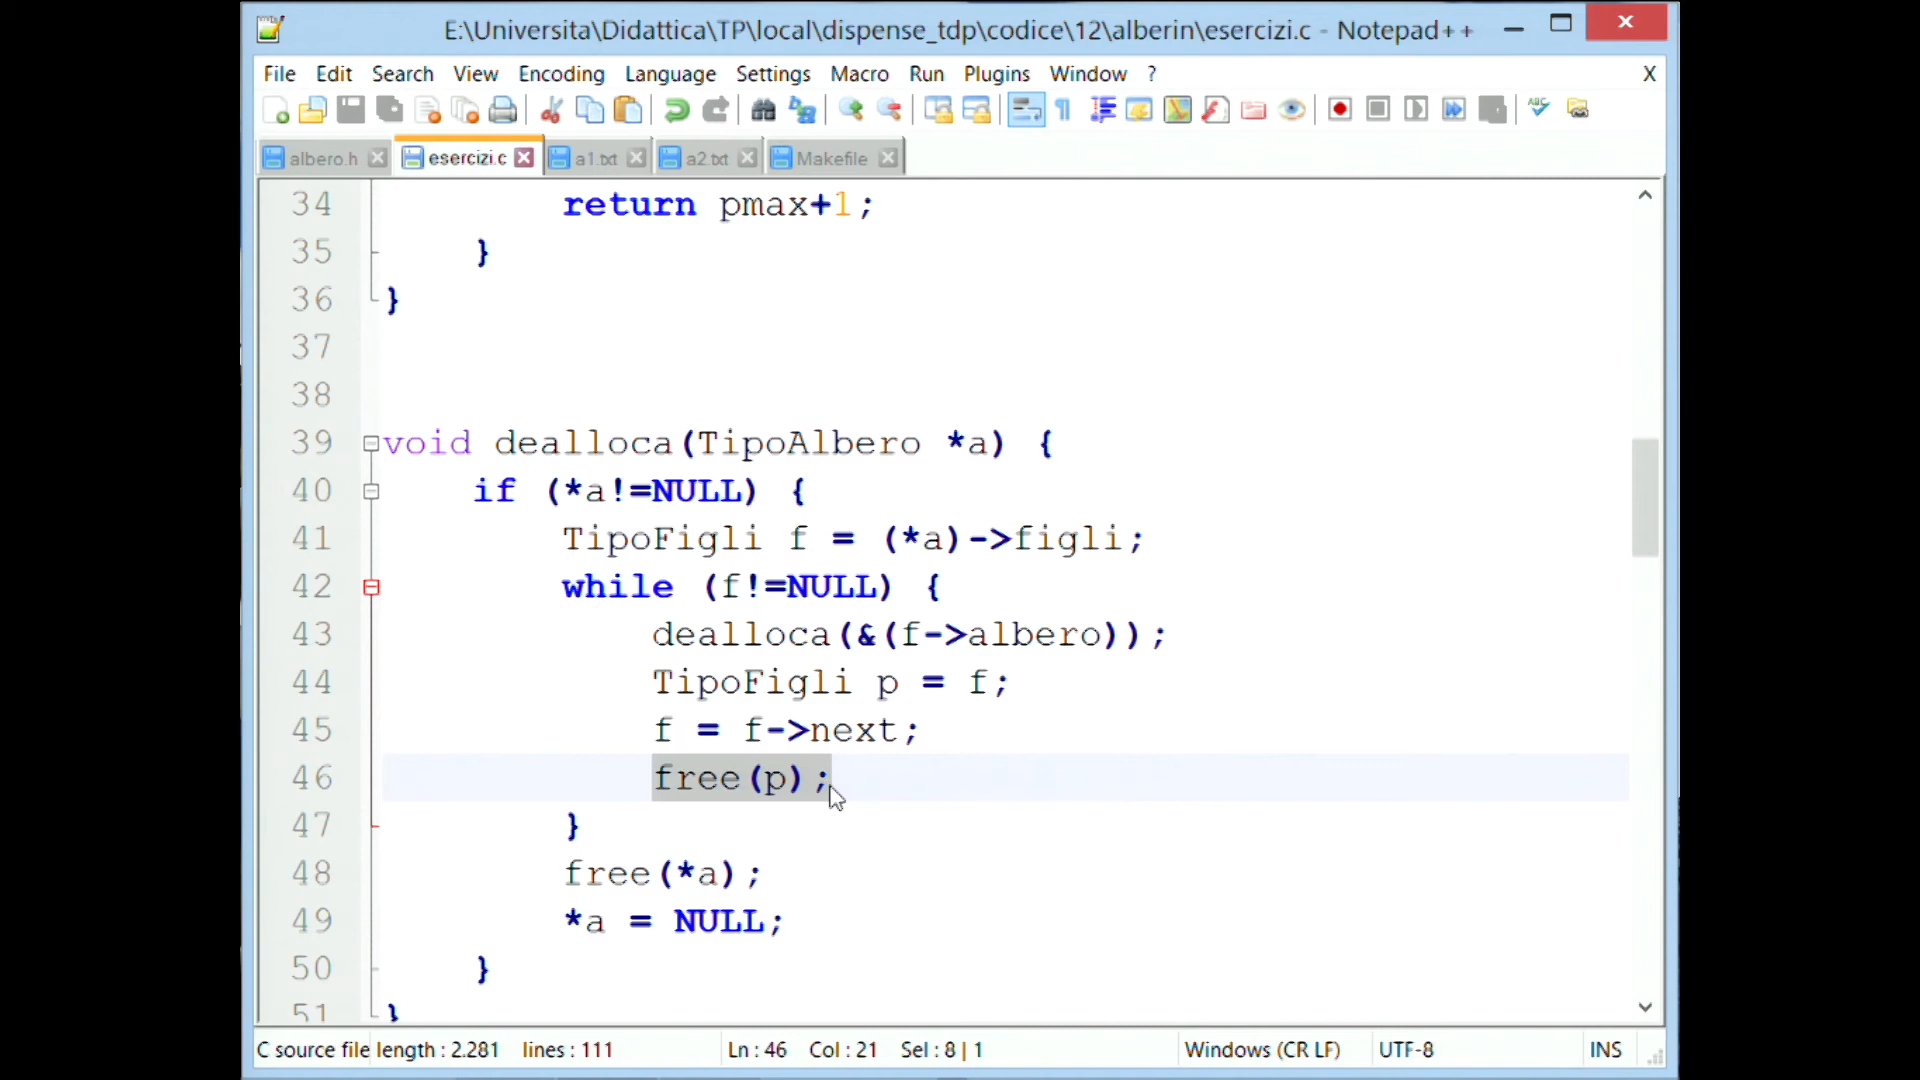 E:\Universita\Didattica\TP\local\dispense_tdp\codice\12\alberin\esercizi.c - Notepad++
File Edit Search View Encoding Language Settings Macro Run Plugins Window ? X
albero.h esercizi.c a1.txt a2.txt Makefile
34 return pmax+1;
35 }
36 }
37
38
39 void dealloca(TipoAlbero *a) {
40 if (*a!=NULL) {
41 TipoFigli f = (*a)->figli;
42 while (f!=NULL) {
43 dealloca(&(f->albero));
44 TipoFigli p = f;
45 f = f->next;
46 free(p);
47 }
48 free(*a);
49 *a = NULL;
50 }
51 }
C source file length : 2.281 lines : 111 Ln : 46 Col : 21 Sel : 8 | 1 Windows (CR LF) UTF-8 INS